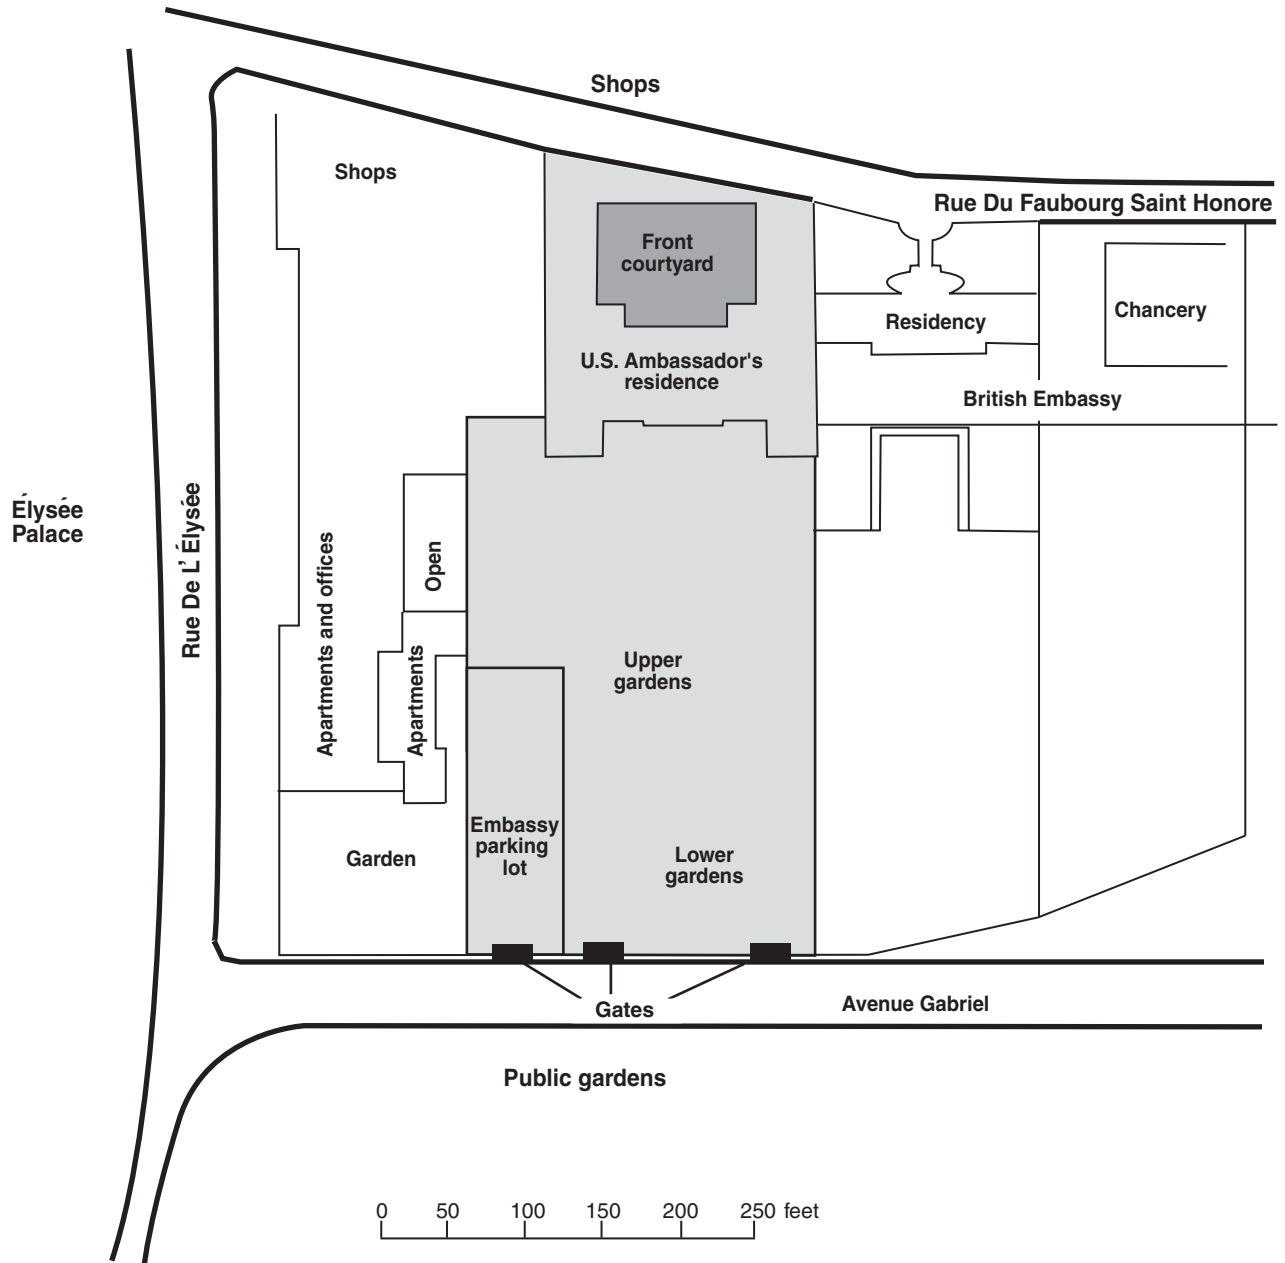 Shops
Shops
Rue Du Faubourg Saint Honore
Front
courtyard
Chancery
Residency
U.S. Ambassador's
residence
British Embassy
Élysée
Palace
Rue De L' Élysée
Apartments and offices
Open
Apartments
Upper
gardens
Embassy
parking
lot
Garden
Lower
gardens
Gates
Avenue Gabriel
Public gardens
0 50 100 150 200 250 feet